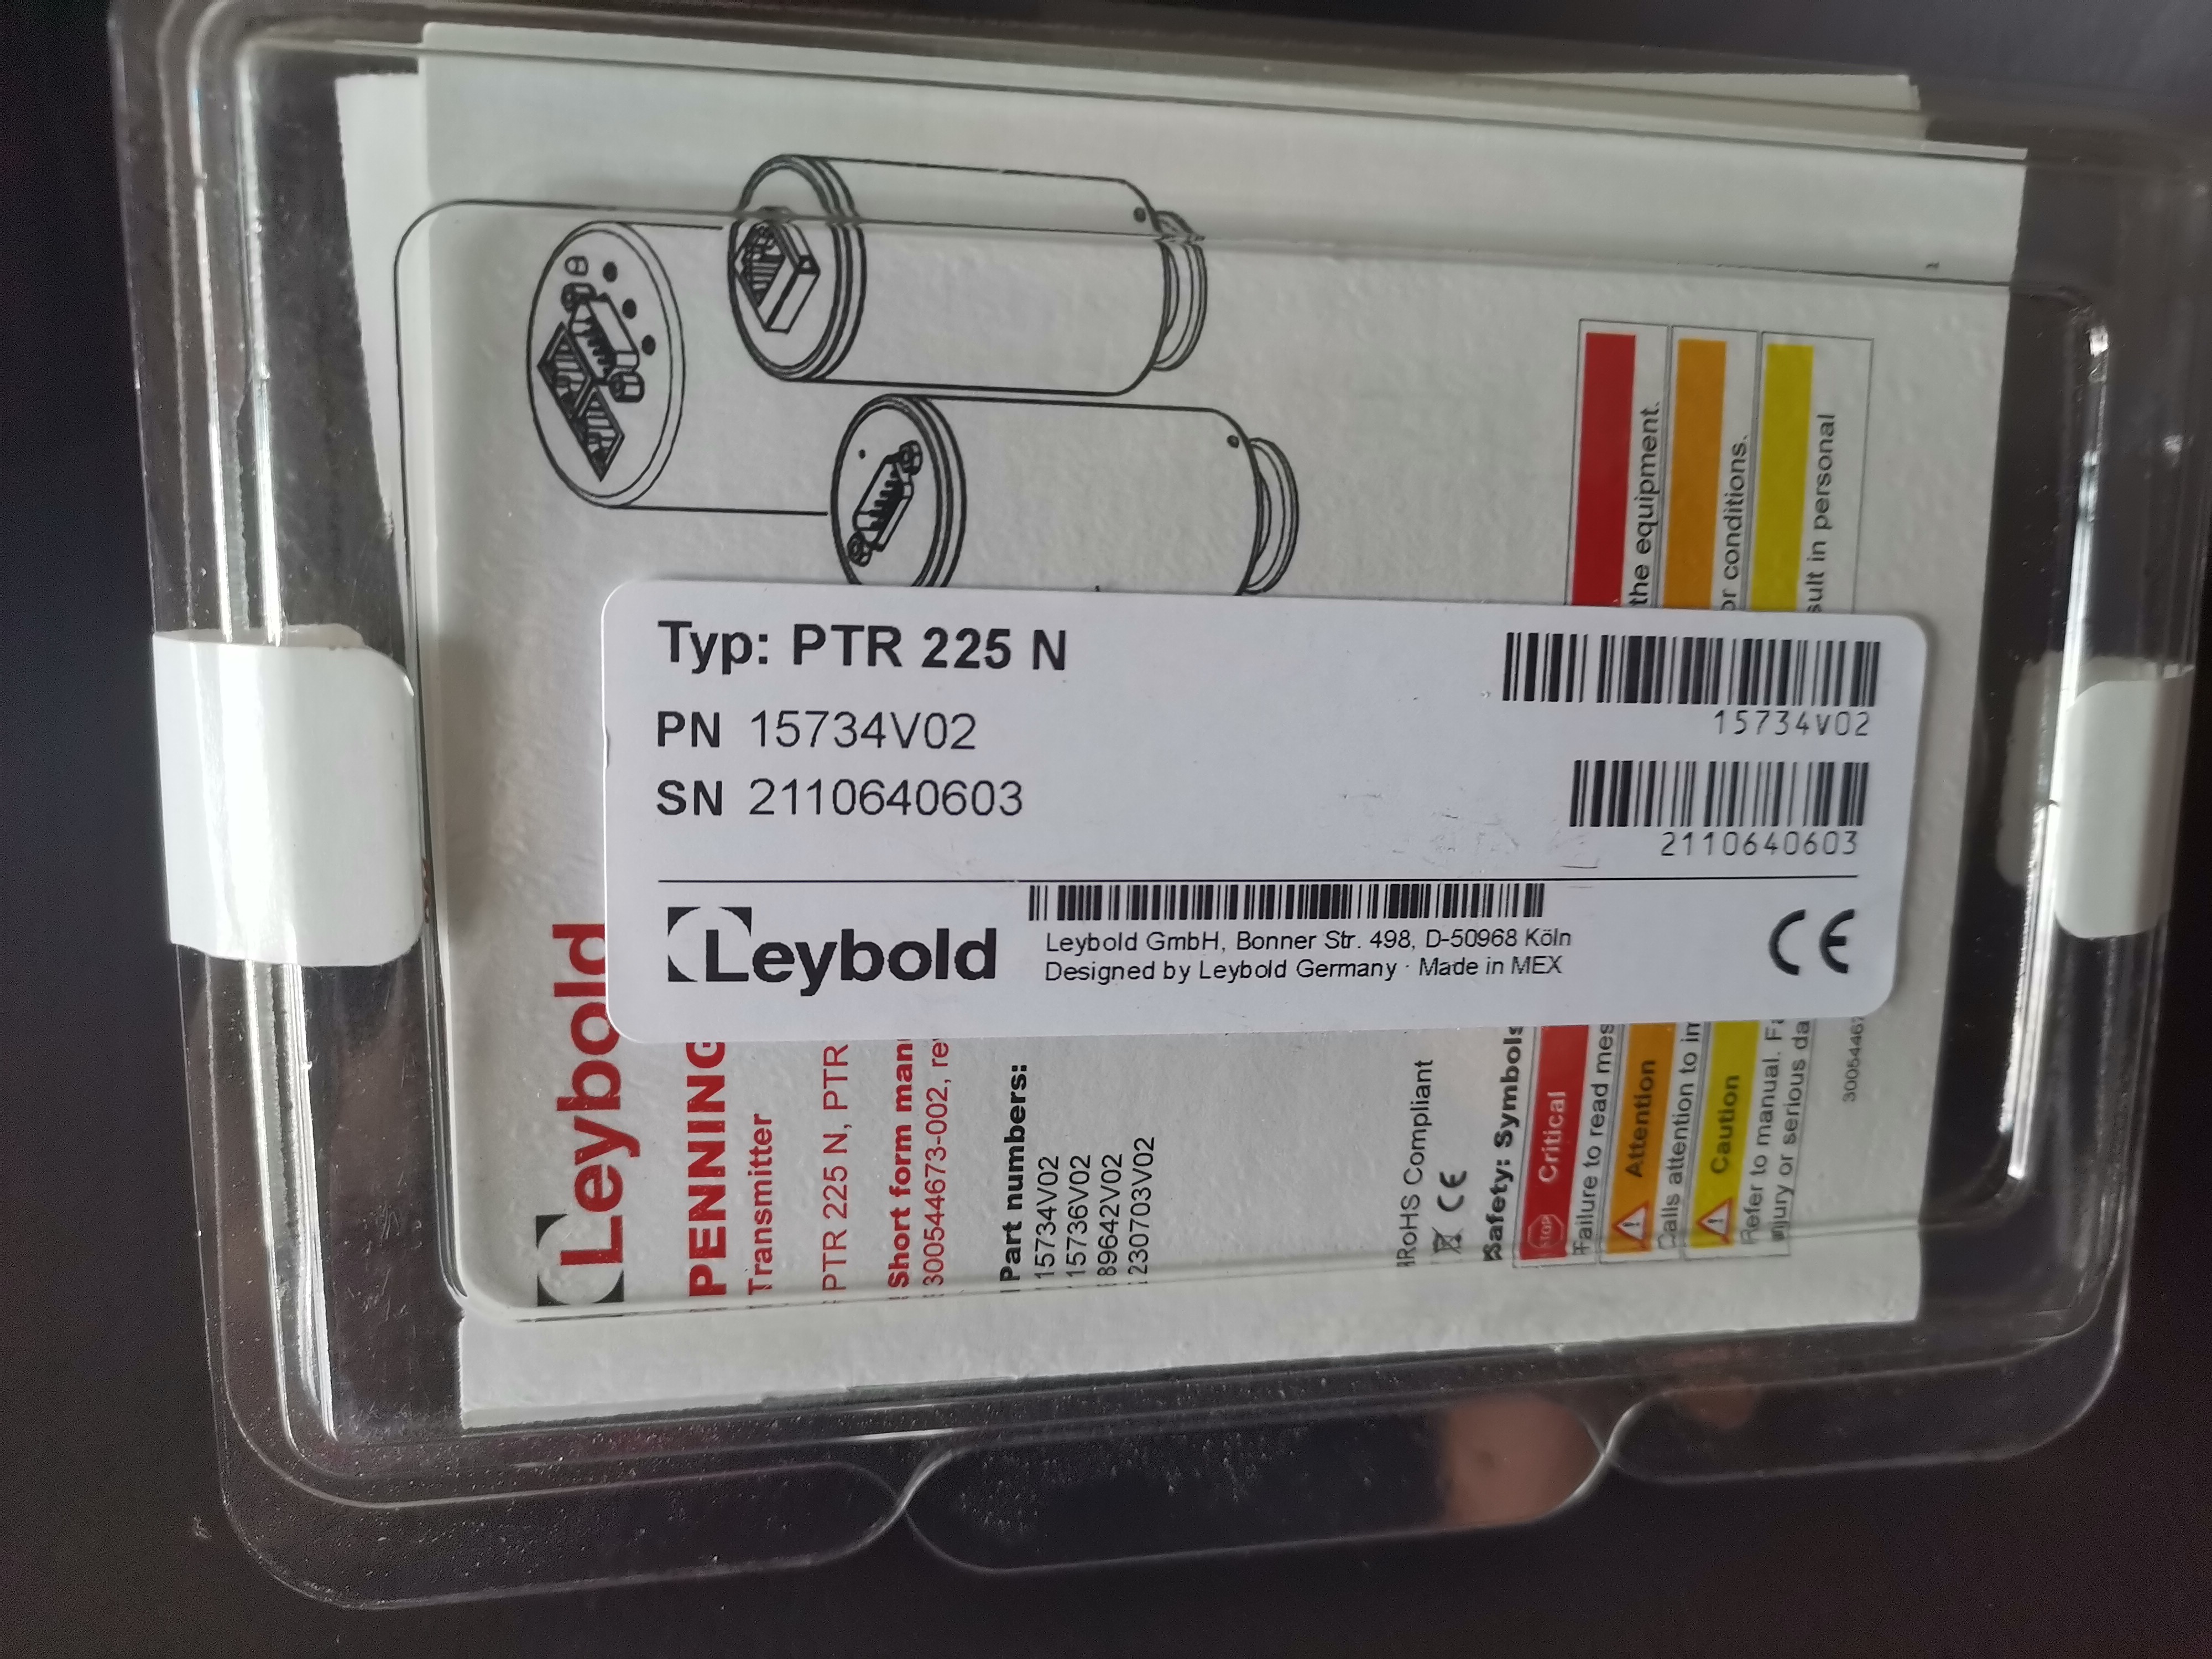 Typ: PTR 225 N
PN 15734V02
SN 2110640603
15734V02
2110640603
Leybold
Leybold GmbH, Bonner Str. 498, D-50968 Köln
Designed by Leybold Germany · Made in MEX
CE
Leybold
PENNING
Transmitter
PTR 225 N, PTR
Short form man
300544673-002, re
Part numbers:
15734V02
15736V02
89642V02
230703V02
RoHS Compliant
CE
Safety: Symbols
STOP Critical
Failure to read mes
the equipment.
Attention
Calls attention to im
or conditions.
Caution
Refer to manual. Fa
sult in personal
injury or serious da
30054467